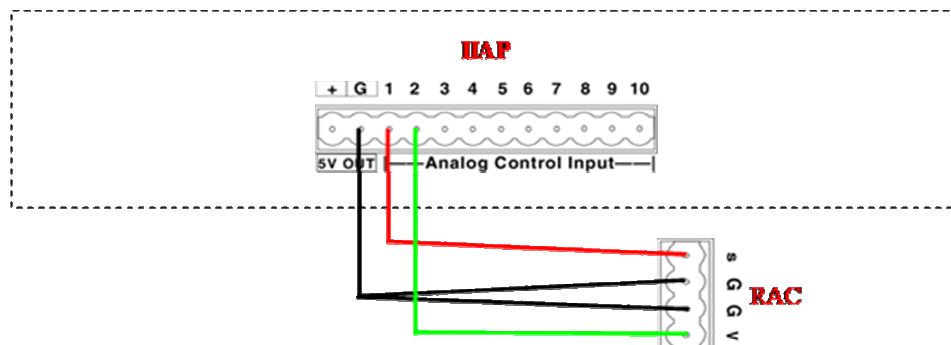 IIAP
+ G 1 2 3 4 5 6 7 8 9 10
5V OUT Analog Control Input
s
G
RAC
G
V